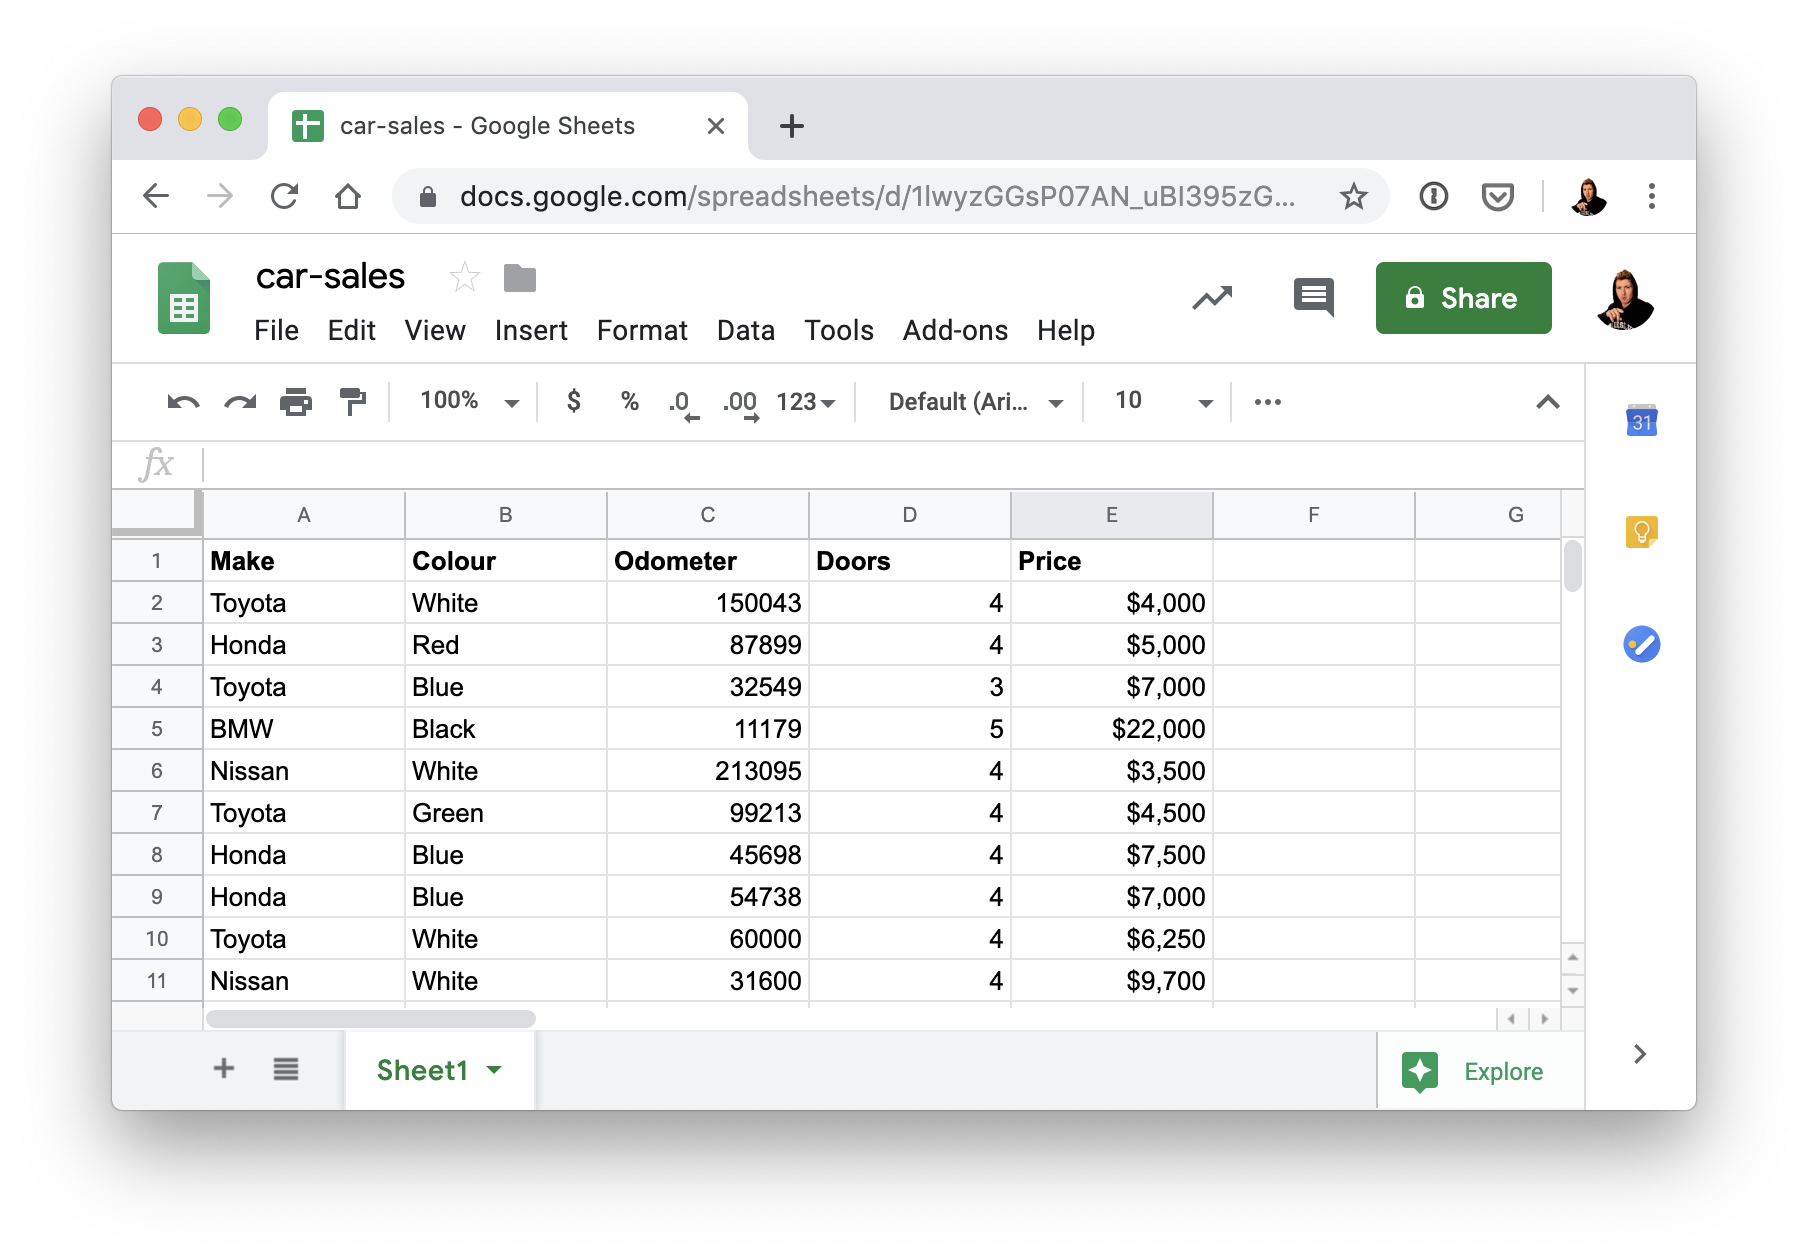 car-sales - Google Sheets
docs.google.com/spreadsheets/d/1lwyzGGsP07AN_uBI395zG...
car-sales
Share
File Edit View Insert Format Data Tools Add-ons Help
100% $ % .0 .00 123 Default (Ari... 10
31
fx
A B C D E F G
1 Make Colour Odometer Doors Price
2 Toyota White 150043 4 $4,000
3 Honda Red 87899 4 $5,000
4 Toyota Blue 32549 3 $7,000
5 BMW Black 11179 5 $22,000
6 Nissan White 213095 4 $3,500
7 Toyota Green 99213 4 $4,500
8 Honda Blue 45698 4 $7,500
9 Honda Blue 54738 4 $7,000
10 Toyota White 60000 4 $6,250
11 Nissan White 31600 4 $9,700
Sheet1 Explore